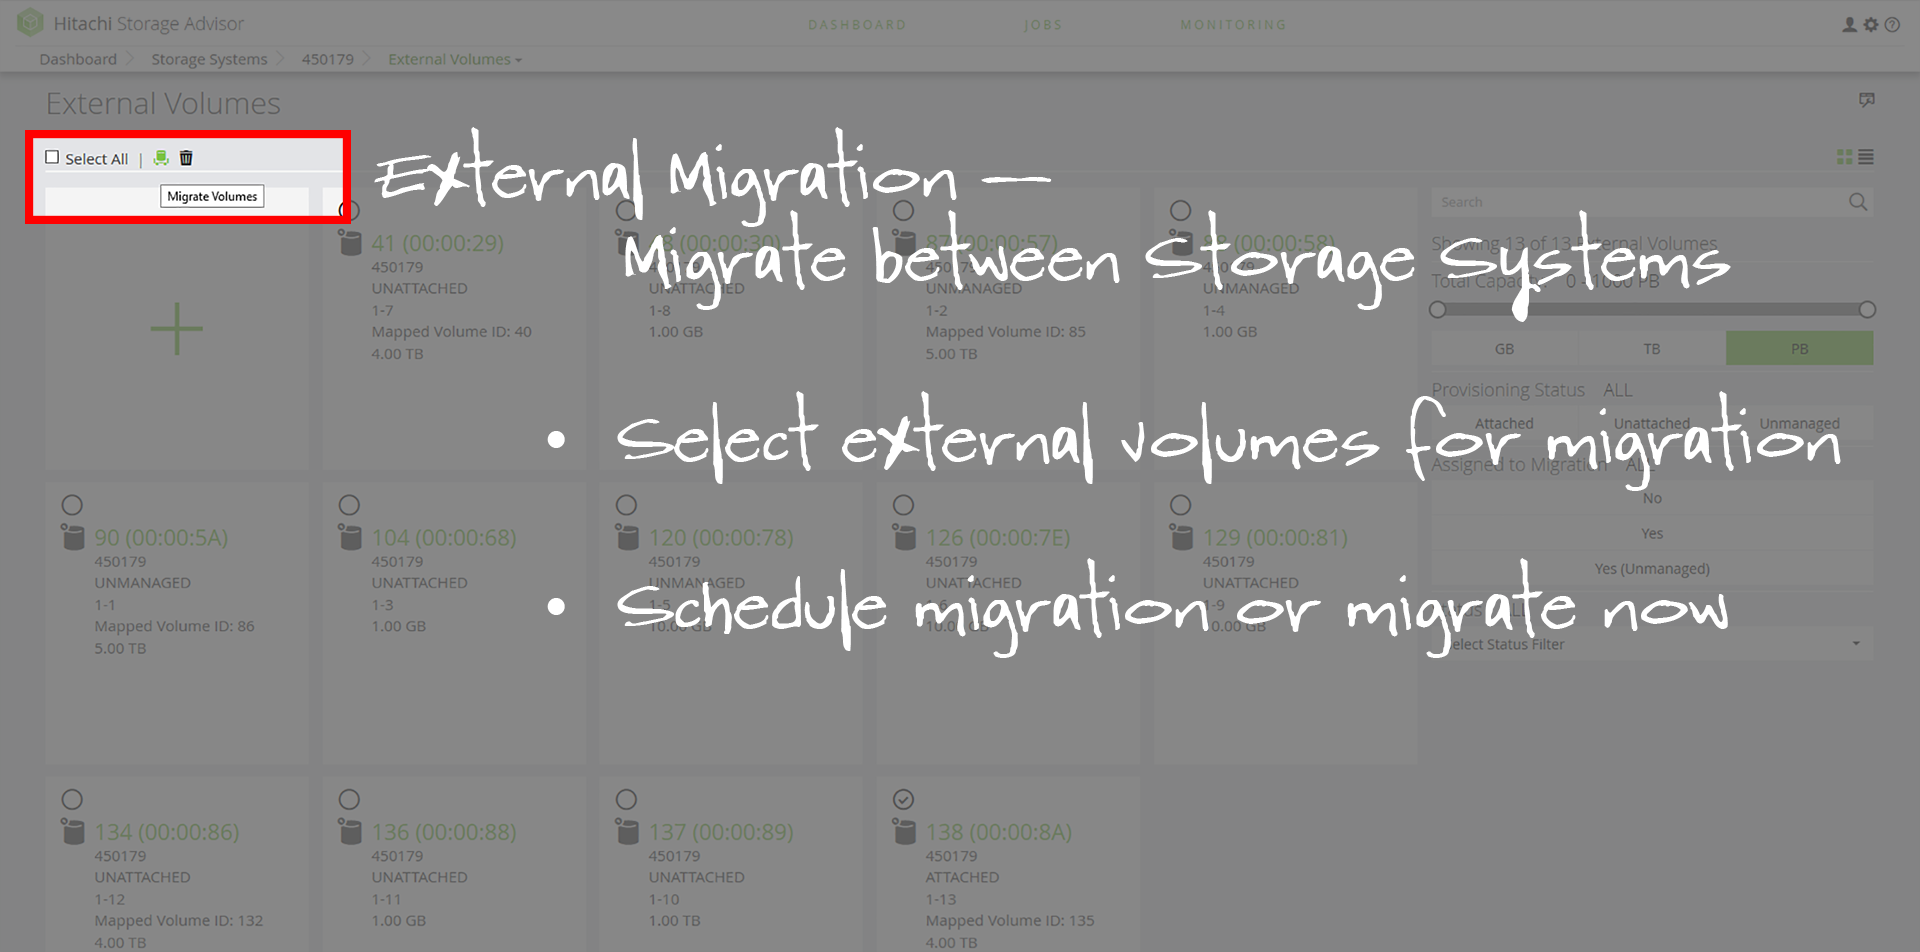 Hitachi Storage Advisor
DASHBOARD JOBS MONITORING
Dashboard Storage Systems 450179 External Volumes
External Volumes
Select All |
Migrate Volumes
External Migration —
Migrate between Storage Systems
• Select external volumes for migration
• Schedule migration or migrate now
41 (00:00:29)
450179
UNATTACHED
1-7
Mapped Volume ID: 40
4.00 TB
(00:00:30)
450179
UNATTACHED
1-8
1.00 GB
87 (00:00:57)
450179
UNMANAGED
1-2
Mapped Volume ID: 85
5.00 TB
(00:00:58)
450179
UNMANAGED
1-4
1.00 GB
90 (00:00:5A)
450179
UNMANAGED
1-1
Mapped Volume ID: 86
5.00 TB
104 (00:00:68)
450179
UNATTACHED
1-3
1.00 GB
120 (00:00:78)
450179
UNMANAGED
1-5
10.00 GB
126 (00:00:7E)
450179
UNATTACHED
10.00 GB
129 (00:00:81)
450179
UNATTACHED
1-9
10.00 GB
134 (00:00:86)
450179
UNATTACHED
1-12
Mapped Volume ID: 132
4.00 TB
136 (00:00:88)
450179
UNATTACHED
1-11
1.00 GB
137 (00:00:89)
450179
UNATTACHED
1-10
1.00 TB
138 (00:00:8A)
450179
ATTACHED
1-13
Mapped Volume ID: 135
4.00 TB
Search
Showing 13 of 13 External Volumes
Total Capacity: 0 - 1000 PB
GB TB PB
Provisioning Status ALL
Attached Unattached Unmanaged
Assigned to Migration ALL
No
Yes
Yes (Unmanaged)
Status ALL
Select Status Filter